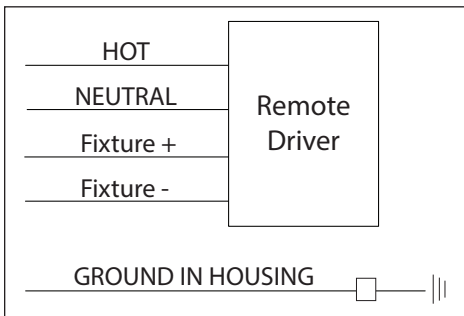 HOT
NEUTRAL
Fixture +
Fixture -
Remote
Driver
GROUND IN HOUSING